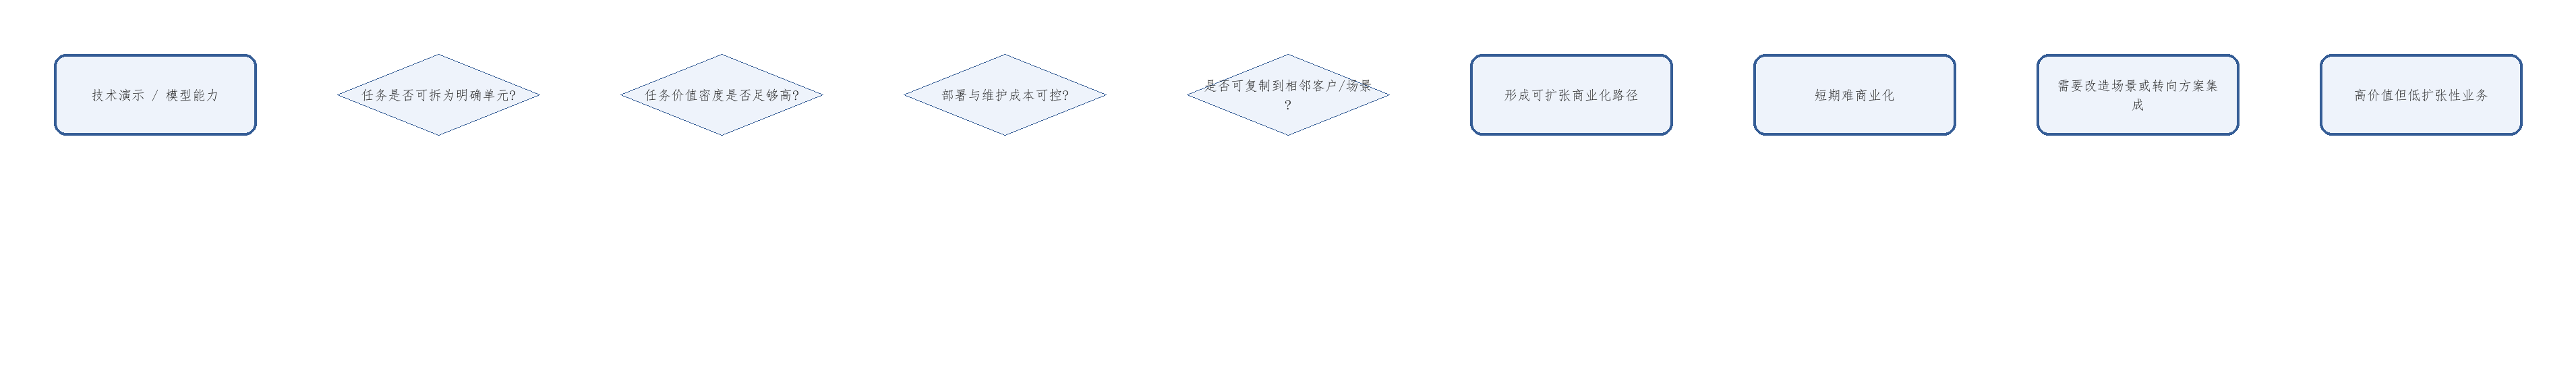 技术演示 / 模型能力
任务是否可拆为明确单元?
任务价值密度是否足够高?
部署与维护成本可控?
是否可复制到相邻客户/场景
?
形成可扩张商业化路径
短期难商业化
需要改造场景或转向方案集
成
高价值但低扩张性业务